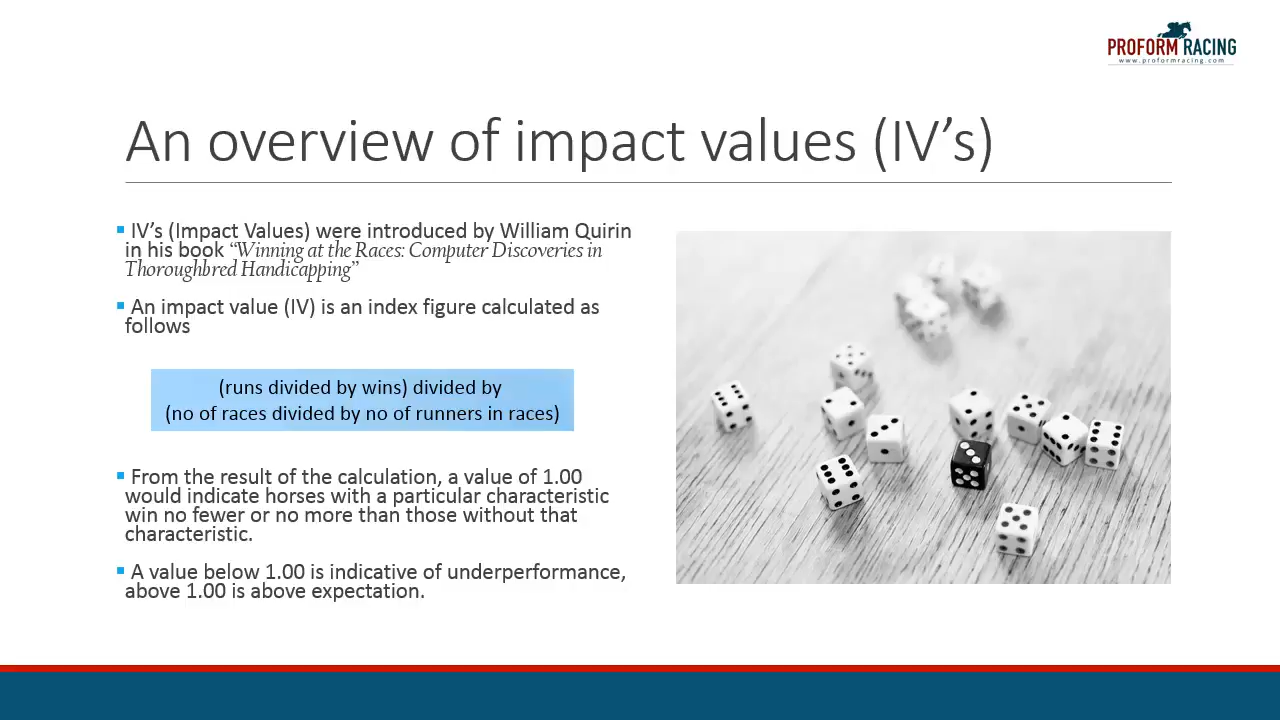 PROFORM RACING
www.proformracing.com
An overview of impact values (IV's)
IV's (Impact Values) were introduced by William Quirin
in his book “Winning at the Races: Computer Discoveries in
Thoroughbred Handicapping”
An impact value (IV) is an index figure calculated as
follows
(runs divided by wins) divided by
(no of races divided by no of runners in races)
From the result of the calculation, a value of 1.00
would indicate horses with a particular characteristic
win no fewer or no more than those without that
characteristic.
A value below 1.00 is indicative of underperformance,
above 1.00 is above expectation.